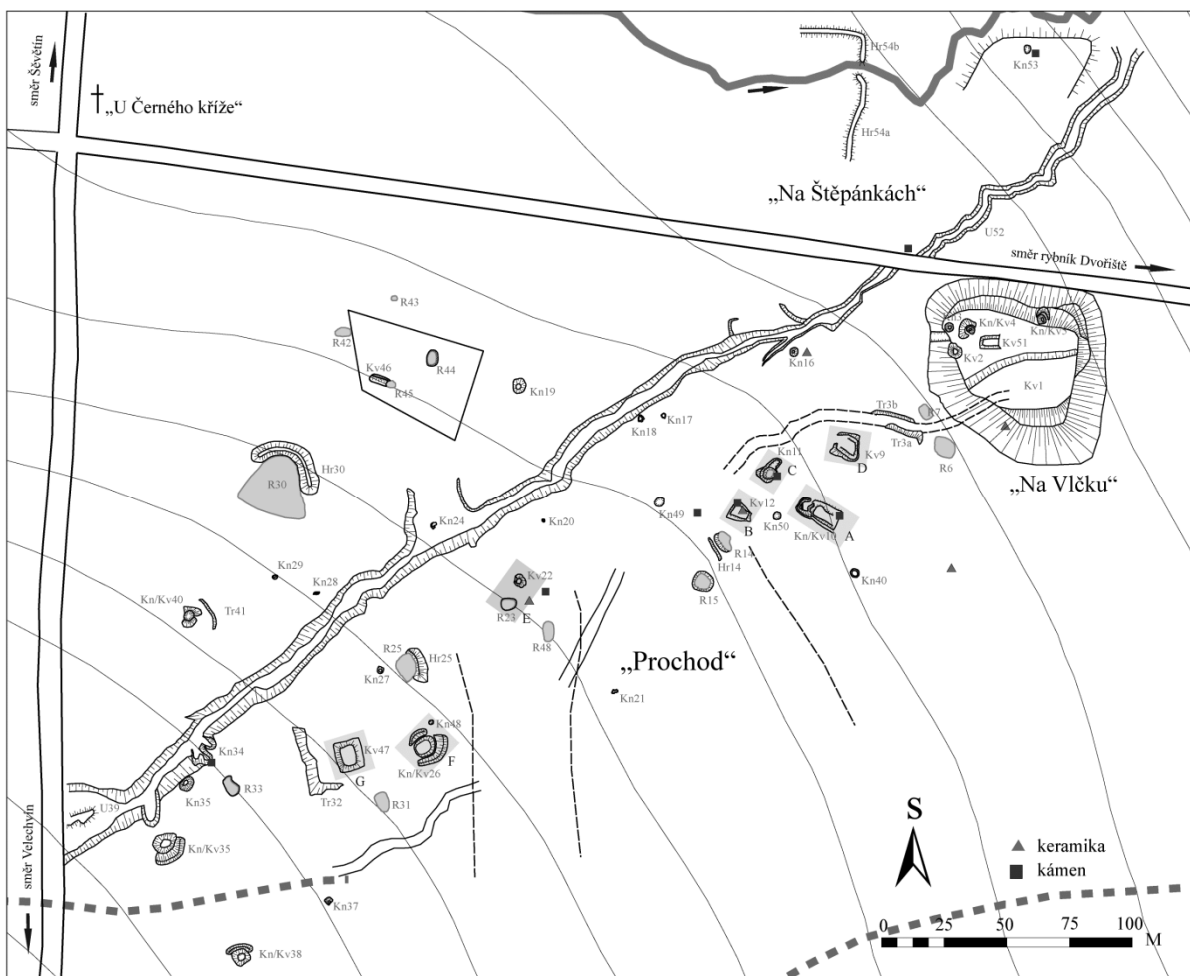 směr Ševětín
„U Černého kříže“
Hr54b
Kn53
Hr54a
„Na Štěpánkách“
U52
směr rybník Dvořiště
R43
R42
R44
Kv46
R45
Kn19
Kn16
Kn/Kv4
Kn/Kv3
Kv51
Kv2
Kv1
Tr3b
R7
Tr3a
R6
„Na Vlčku“
Kn18
Kn17
Kn11
C
Kv9
D
Hr30
R30
Kn24
Kn20
Kn49
Kv12
B
Kn50
Kn/Kv10
A
R14
Hr14
R15
Kn40
Kn29
Kn28
Kn/Kv40
Tr41
Kv22
R23
E
R48
R25
Hr25
„Prochod“
Kn27
Kn21
Kn48
Kv47
G
Kn/Kv26
F
Kn34
Kn35
R33
Tr32
R31
U39
Kn/Kv35
směr Velechvín
Kn37
Kn/Kv38
S
keramika
kámen
0 25 50 75 100
M